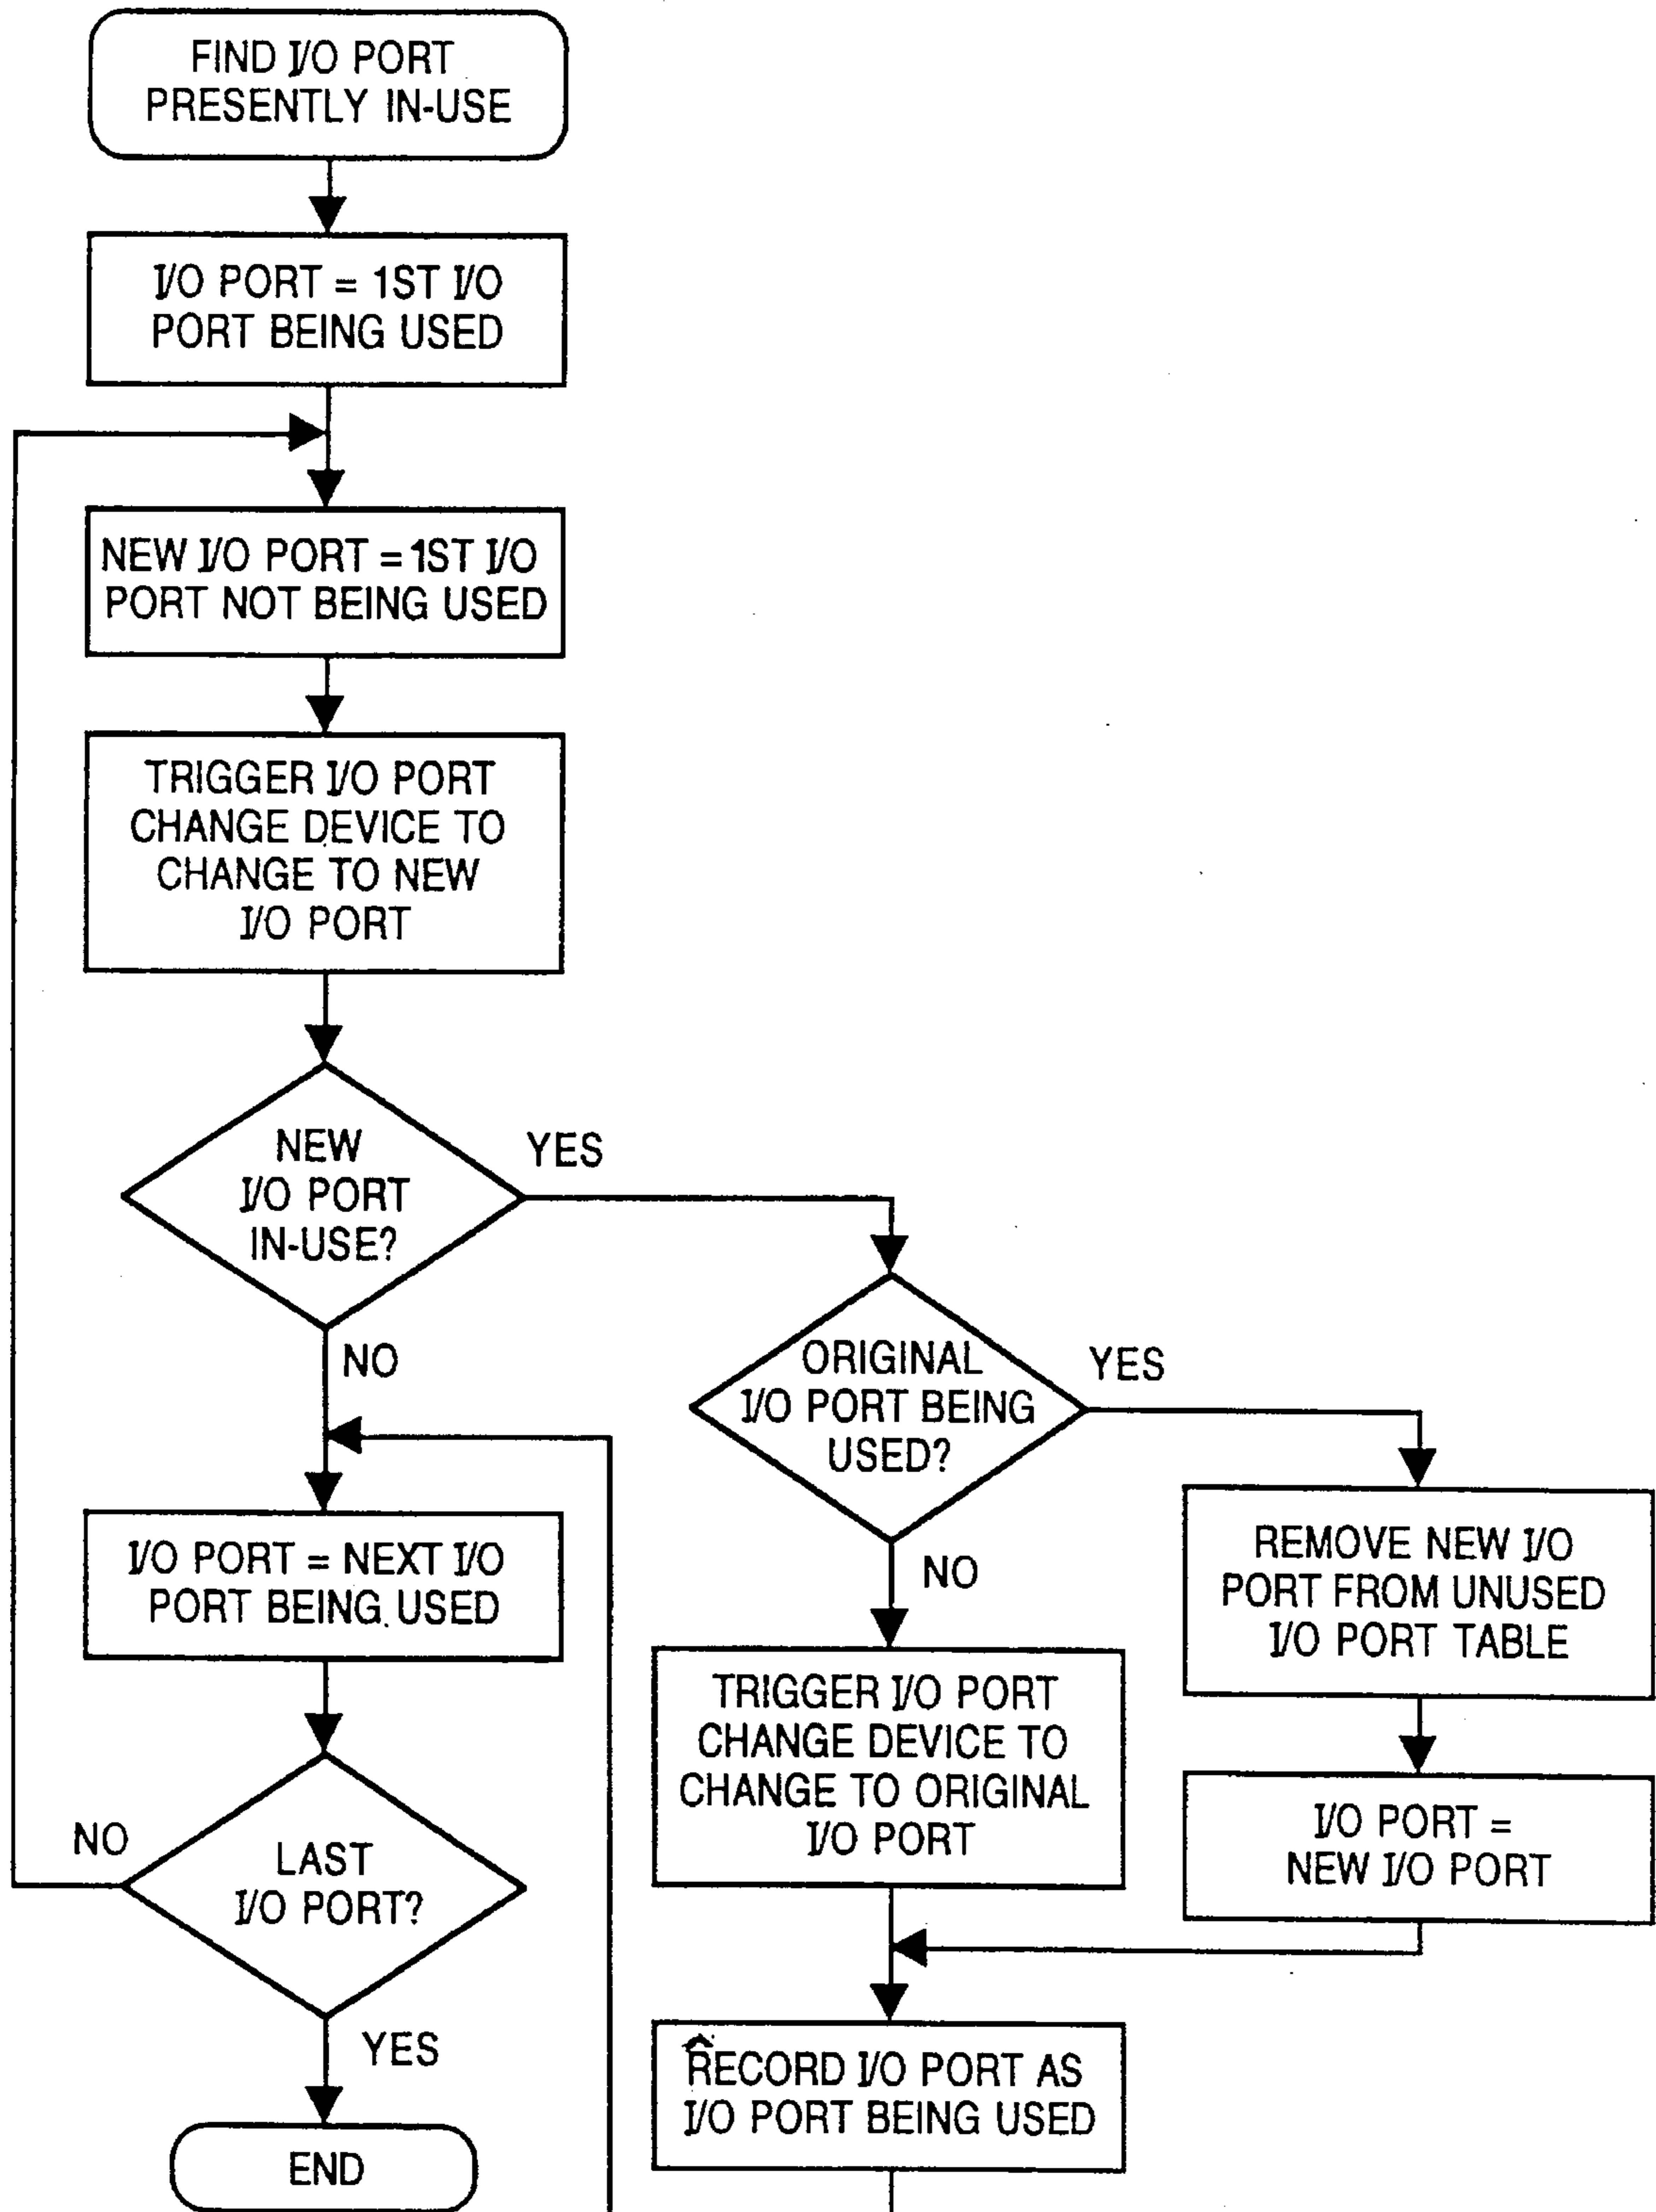 FIND I/O PORT
PRESENTLY IN-USE
I/O PORT = 1ST I/O
PORT BEING USED
NEW I/O PORT = 1ST I/O
PORT NOT BEING USED
TRIGGER I/O PORT
CHANGE DEVICE TO
CHANGE TO NEW
I/O PORT
NEW
I/O PORT
IN-USE?
YES
NO
ORIGINAL
I/O PORT BEING
USED?
YES
NO
REMOVE NEW I/O
PORT FROM UNUSED
I/O PORT TABLE
I/O PORT =
NEW I/O PORT
TRIGGER I/O PORT
CHANGE DEVICE TO
CHANGE TO ORIGINAL
I/O PORT
RECORD I/O PORT AS
I/O PORT BEING USED
I/O PORT = NEXT I/O
PORT BEING USED
LAST
I/O PORT?
NO
YES
END